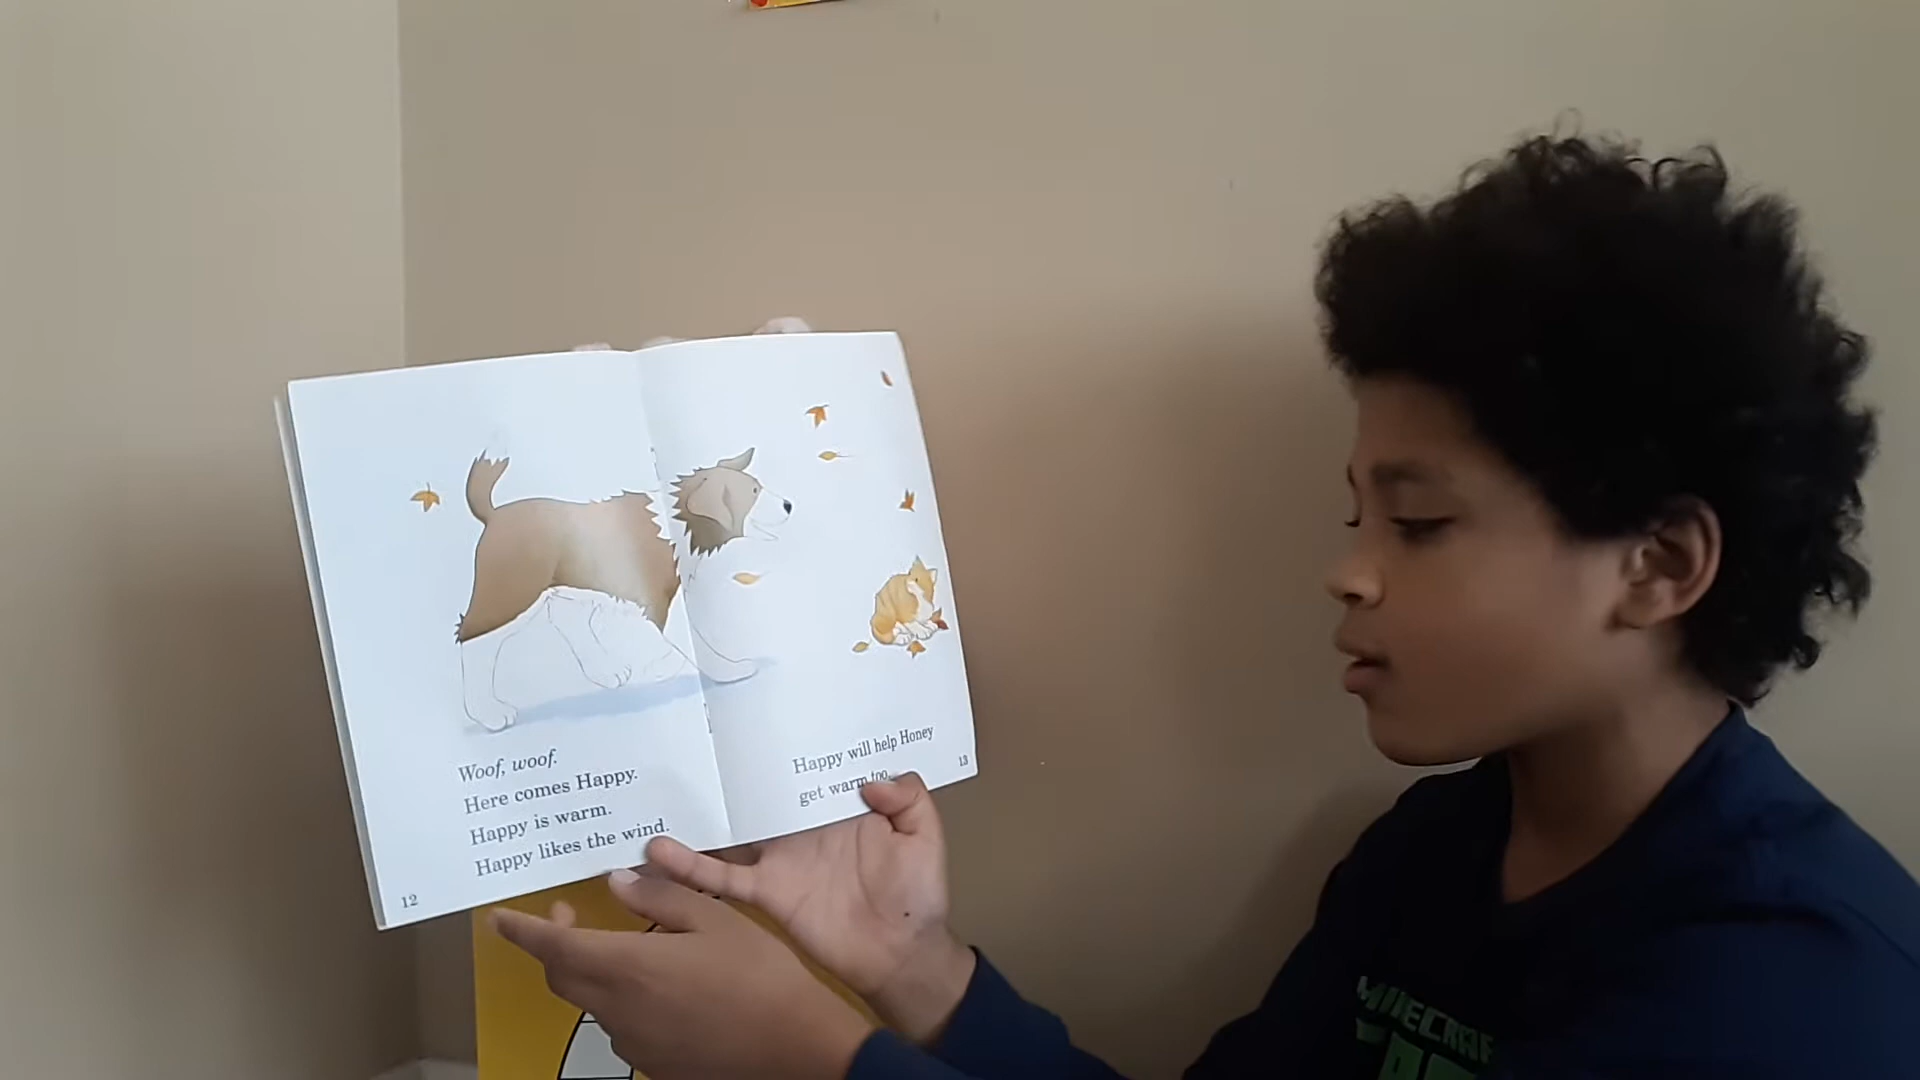 Woof, woof.
Here comes Happy.
Happy is warm.
Happy likes the wind.
12
Happy will help Honey
get warm too.
13
MINECRAFT